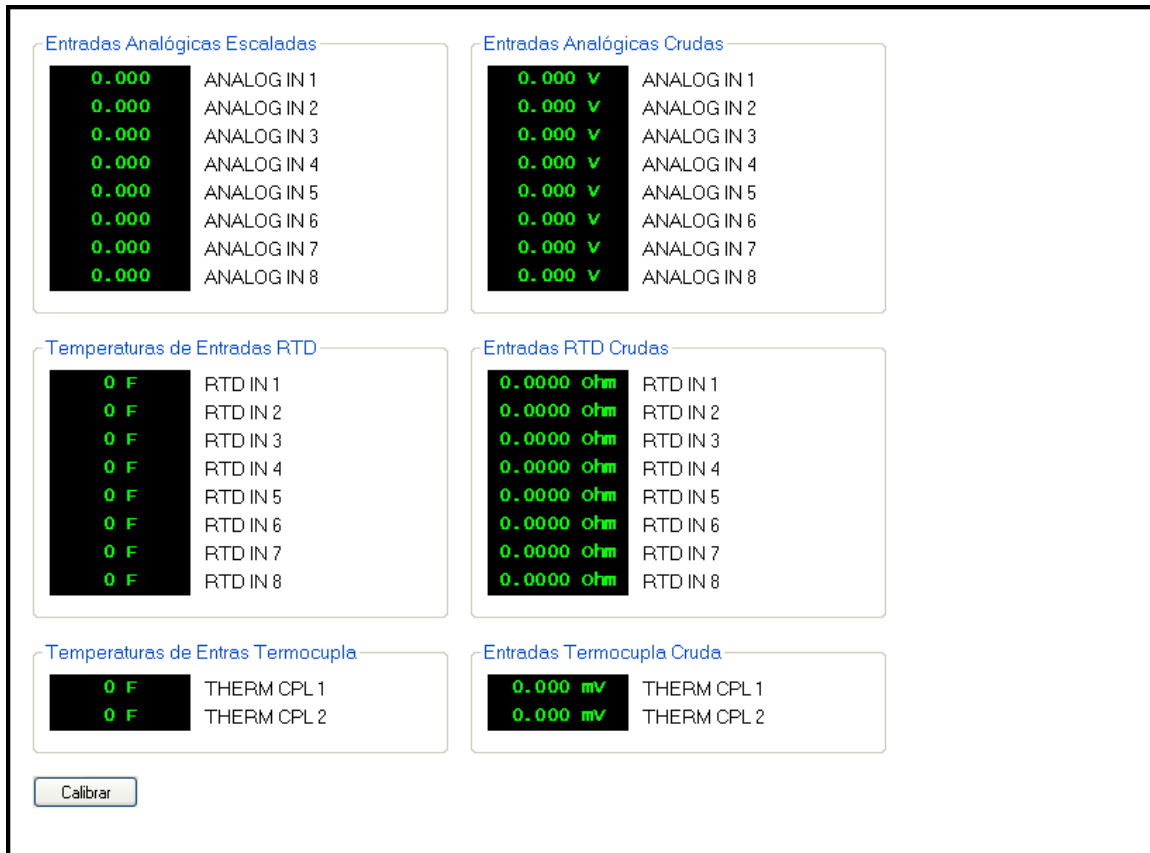 Entradas Analógicas Escaladas
0.000 ANALOG IN 1
0.000 ANALOG IN 2
0.000 ANALOG IN 3
0.000 ANALOG IN 4
0.000 ANALOG IN 5
0.000 ANALOG IN 6
0.000 ANALOG IN 7
0.000 ANALOG IN 8
Entradas Analógicas Crudas
0.000 V ANALOG IN 1
0.000 V ANALOG IN 2
0.000 V ANALOG IN 3
0.000 V ANALOG IN 4
0.000 V ANALOG IN 5
0.000 V ANALOG IN 6
0.000 V ANALOG IN 7
0.000 V ANALOG IN 8
Temperaturas de Entradas RTD
0 F RTD IN 1
0 F RTD IN 2
0 F RTD IN 3
0 F RTD IN 4
0 F RTD IN 5
0 F RTD IN 6
0 F RTD IN 7
0 F RTD IN 8
Entradas RTD Crudas
0.0000 Ohm RTD IN 1
0.0000 Ohm RTD IN 2
0.0000 Ohm RTD IN 3
0.0000 Ohm RTD IN 4
0.0000 Ohm RTD IN 5
0.0000 Ohm RTD IN 6
0.0000 Ohm RTD IN 7
0.0000 Ohm RTD IN 8
Temperaturas de Entras Termocupla
0 F THERM CPL 1
0 F THERM CPL 2
Entradas Termocupla Cruda
0.000 mV THERM CPL 1
0.000 mV THERM CPL 2
Calibrar